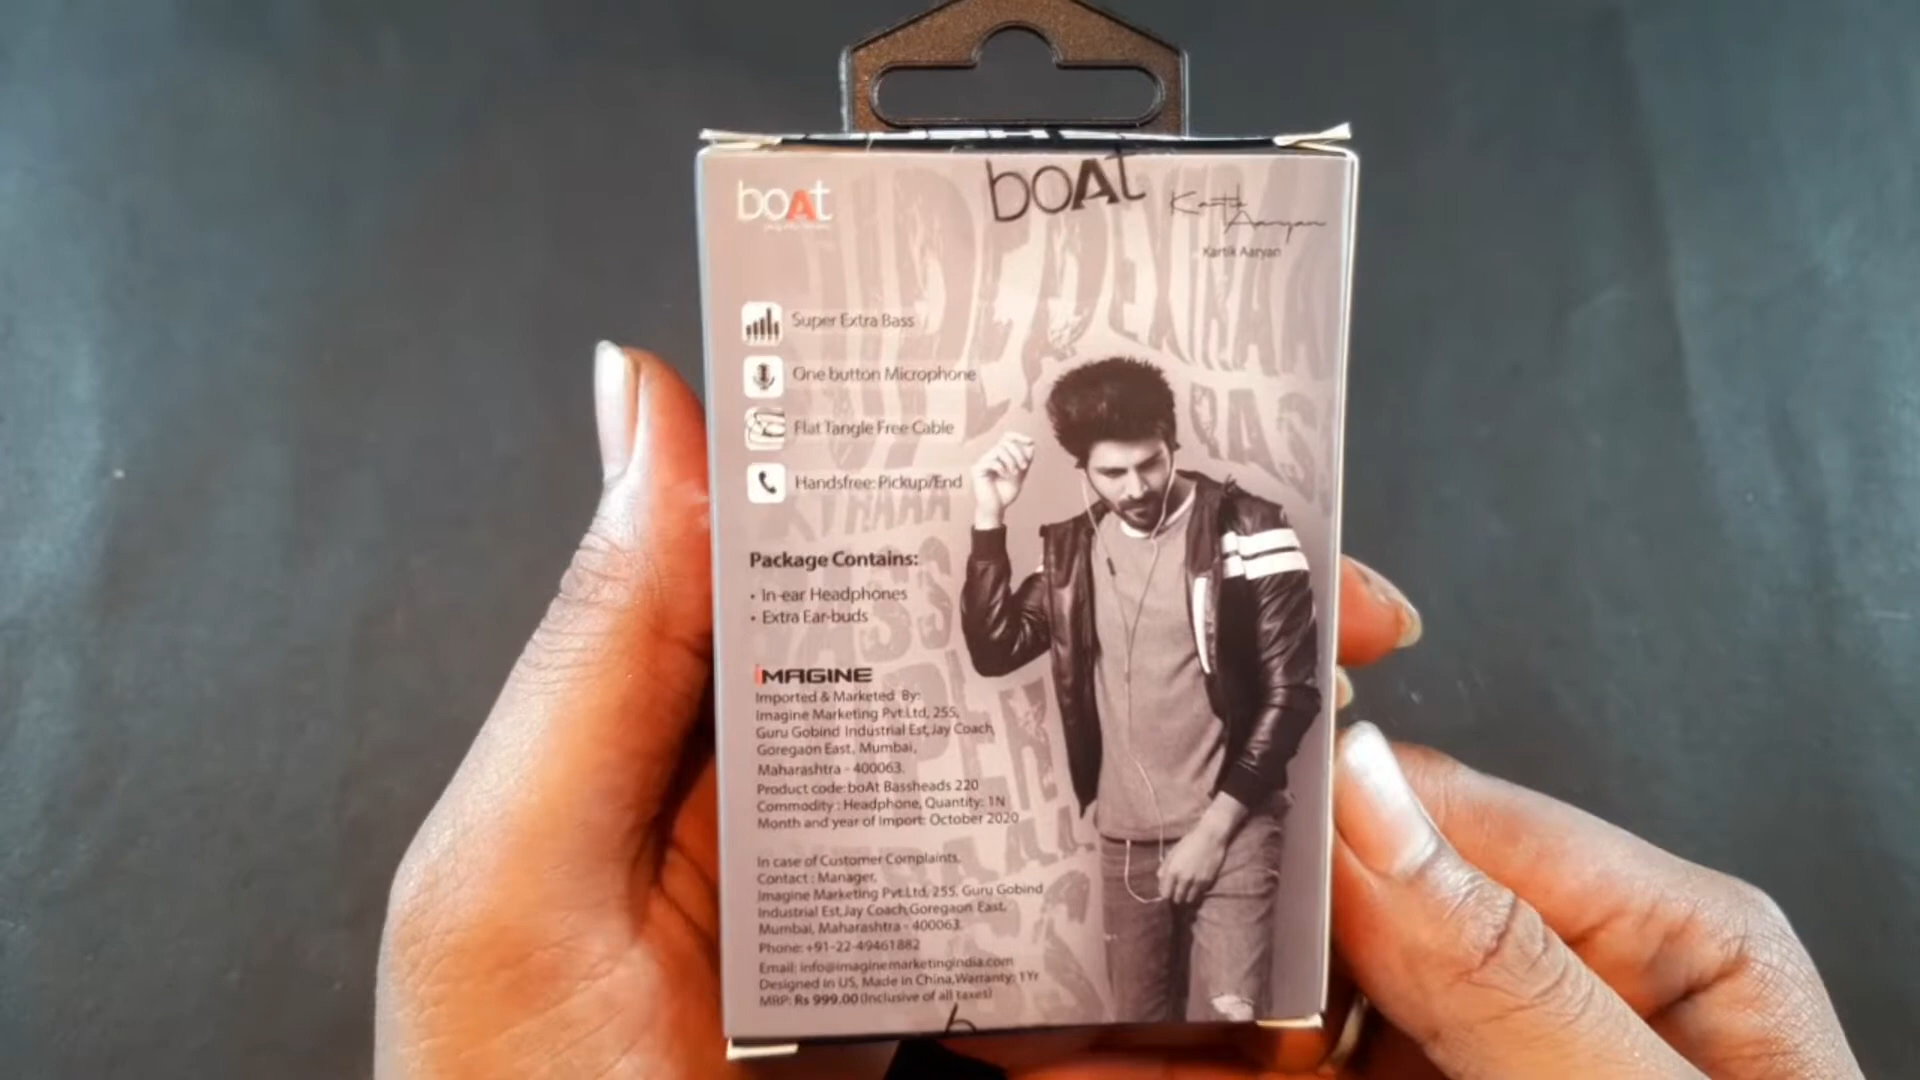 boAt
boAt
Kartik Aaryan
Kartik Aaryan
Super Extra Bass
One button Microphone
Flat Tangle Free Cable
Handsfree: Pickup/End
Package Contains:
• In-ear Headphones
• Extra Ear-buds
iMAGINE
Imported & Marketed By:
Imagine Marketing Pvt.Ltd, 255,
Guru Gobind Industrial Est,Jay Coach,
Goregaon East, Mumbai,
Maharashtra - 400063.
Product code:boAt Bassheads 220
Commodity : Headphone, Quantity: 1N
Month and year of Import: October 2020
In case of Customer Complaints,
Contact : Manager,
Imagine Marketing Pvt.Ltd, 255, Guru Gobind
Industrial Est,Jay Coach,Goregaon East,
Mumbai, Maharashtra - 400063.
Phone: +91-22-49461882
Email: info@imaginemarketingindia.com
Designed in US, Made in China,Warranty: 1Yr
MRP: Rs 999.00 (Inclusive of all taxes)